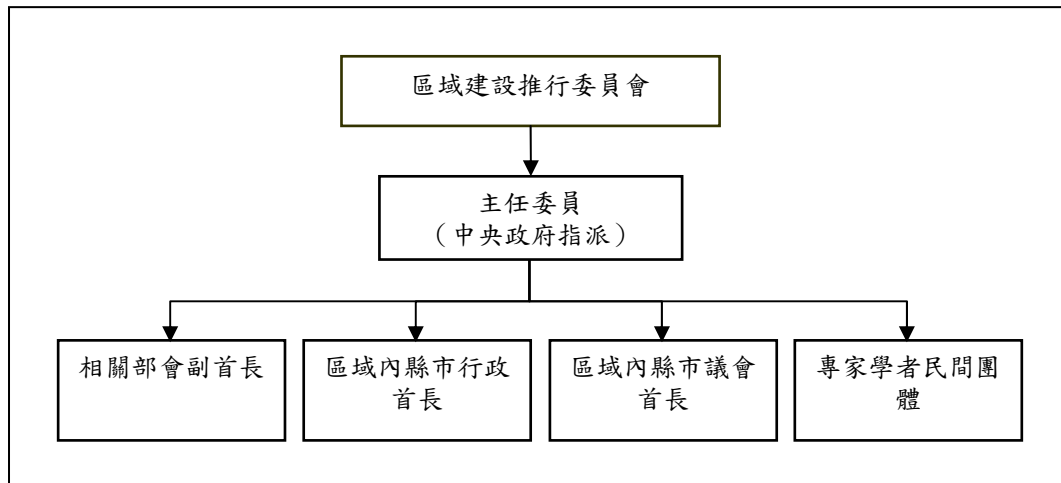 區域建設推行委員會
主任委員
（中央政府指派）
相關部會副首長
區域內縣市行政
首長
區域內縣市議會
首長
專家學者民間團
體